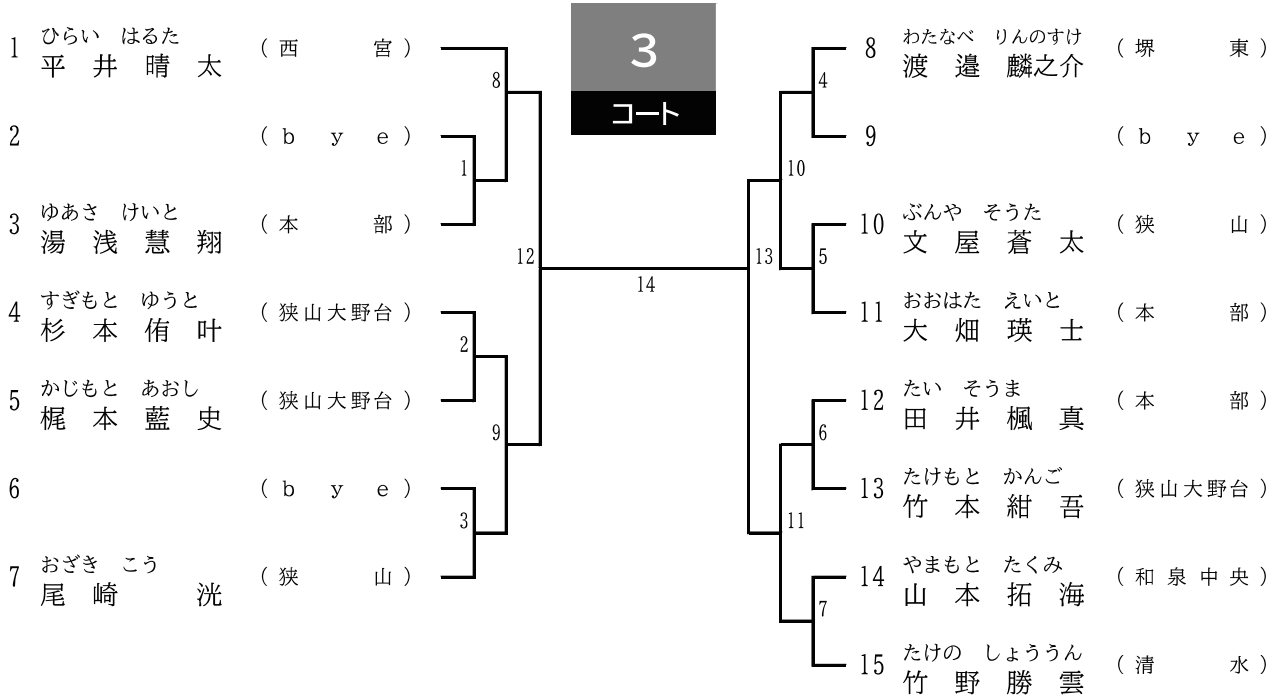 3
コート
1 ひらい はるた
平井晴太 (西宮)
2 (bye)
3 ゆあさ けいと
湯浅慧翔 (本部)
4 すぎもと ゆうと
杉本侑叶 (狭山大野台)
5 かじもと あおし
梶本藍史 (狭山大野台)
6 (bye)
7 おざき こう
尾崎 洸 (狭山)
8
1
2
9
3
12
14
13
4
10
5
6
11
7
8 わたなべ りんのすけ
渡邉麟之介 (堺東)
9 (bye)
10 ぶんや そうた
文屋蒼太 (狭山)
11 おおはた えいと
大畑瑛士 (本部)
12 たい そうま
田井楓真 (本部)
13 たけもと かんご
竹本紺吾 (狭山大野台)
14 やまもと たくみ
山本拓海 (和泉中央)
15 たけの しょううん
竹野勝雲 (清水)